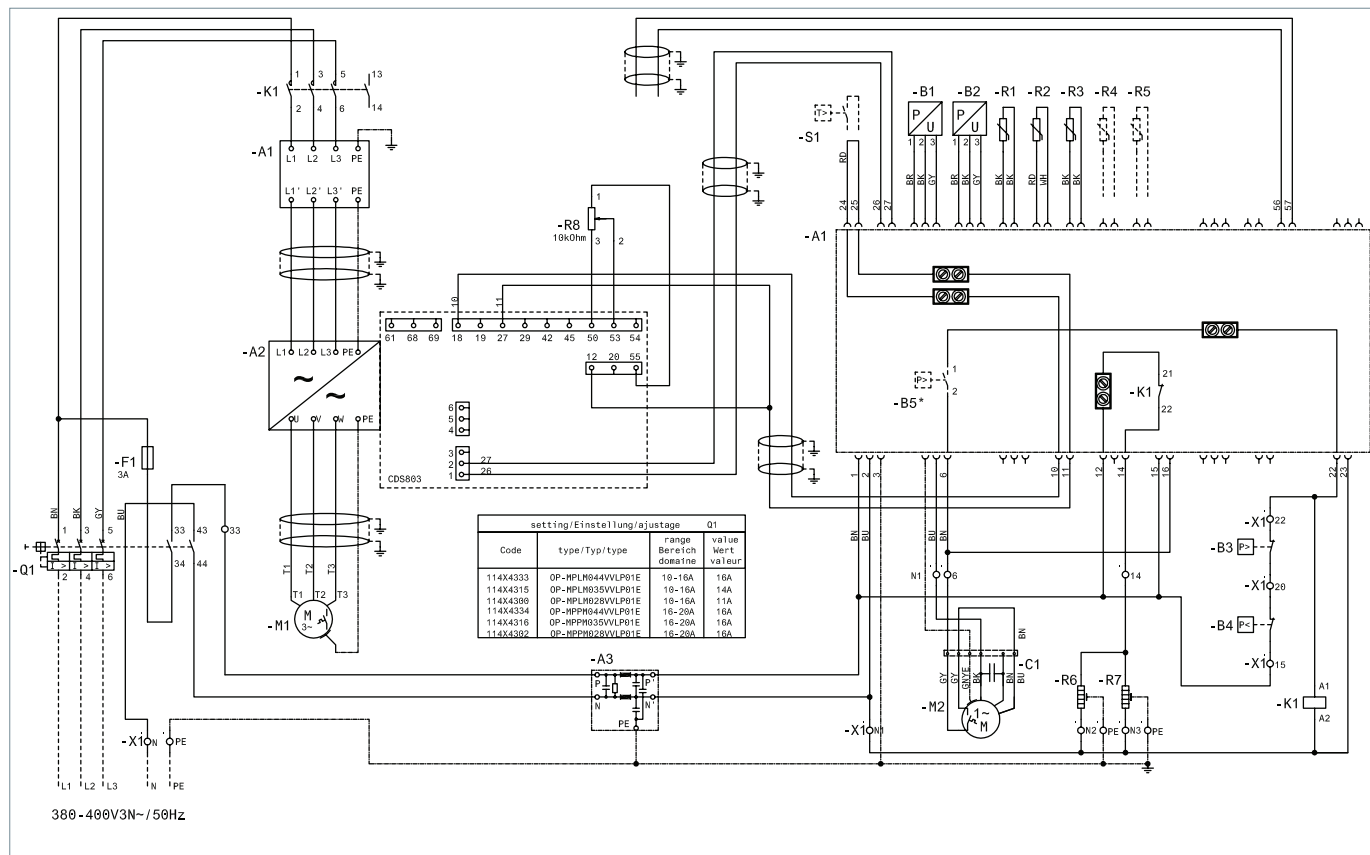 1 3 5 13
-K1
2 4 6 14
-A1
L1 L2 L3 PE
L1' L2' L3' PE
-A2
L1 L2 L3 PE
~
~
U V W PE
T1 T2 T3
T1 T2 T3
-M1
M
3~
-F1
3A
BN BK GY BU
1 3 5 33 43 33
-Q1
I > I > I >
2 4 6 34 44
-X1 N PE
L1 L2 L3 N PE
380-400V3N~/50Hz
1
-R8
10kOhm
3 2
10 11
61 68 69 18 19 27 29 42 45 50 53 54
12 20 55
6
5
4
3
2 27
1 26
CDS803
setting/Einstellung/ajustage Q1
Code type/Typ/type range Bereich domaine value Wert valeur
114X4333 OP-MPLM044VVLP01E 10-16A 16A
114X4315 OP-MPLM035VVLP01E 10-16A 14A
114X4300 OP-MPLM028VVLP01E 10-16A 11A
114X4334 OP-MPPM044VVLP01E 16-20A 16A
114X4316 OP-MPPM035VVLP01E 16-20A 16A
114X4302 OP-MPPM028VVLP01E 16-20A 16A
-A3
P P'
N N'
PE
-B1 -B2 -R1 -R2 -R3 -R4 -R5
T>
-S1
P U P U
1 2 3 1 2 3
RD BR BK GY BR BK GY BK BK RD WH BK BK
24 25 26 27 56 57
-A1
P>
1
2
-B5*
21
-K1
22
1 2 3 6 10 11 12 14 15 16 22 23
BN BU BU BN BN
N1 6 14
-C1
GY GY GNYE BK BN BU BN
-M2
1~
M
-X1 N1
-R6 -R7
N2 PE N3 PE
-X1 22
-B3 P>
-X1 20
-B4 P<
-X1 15
-K1
A1
A2